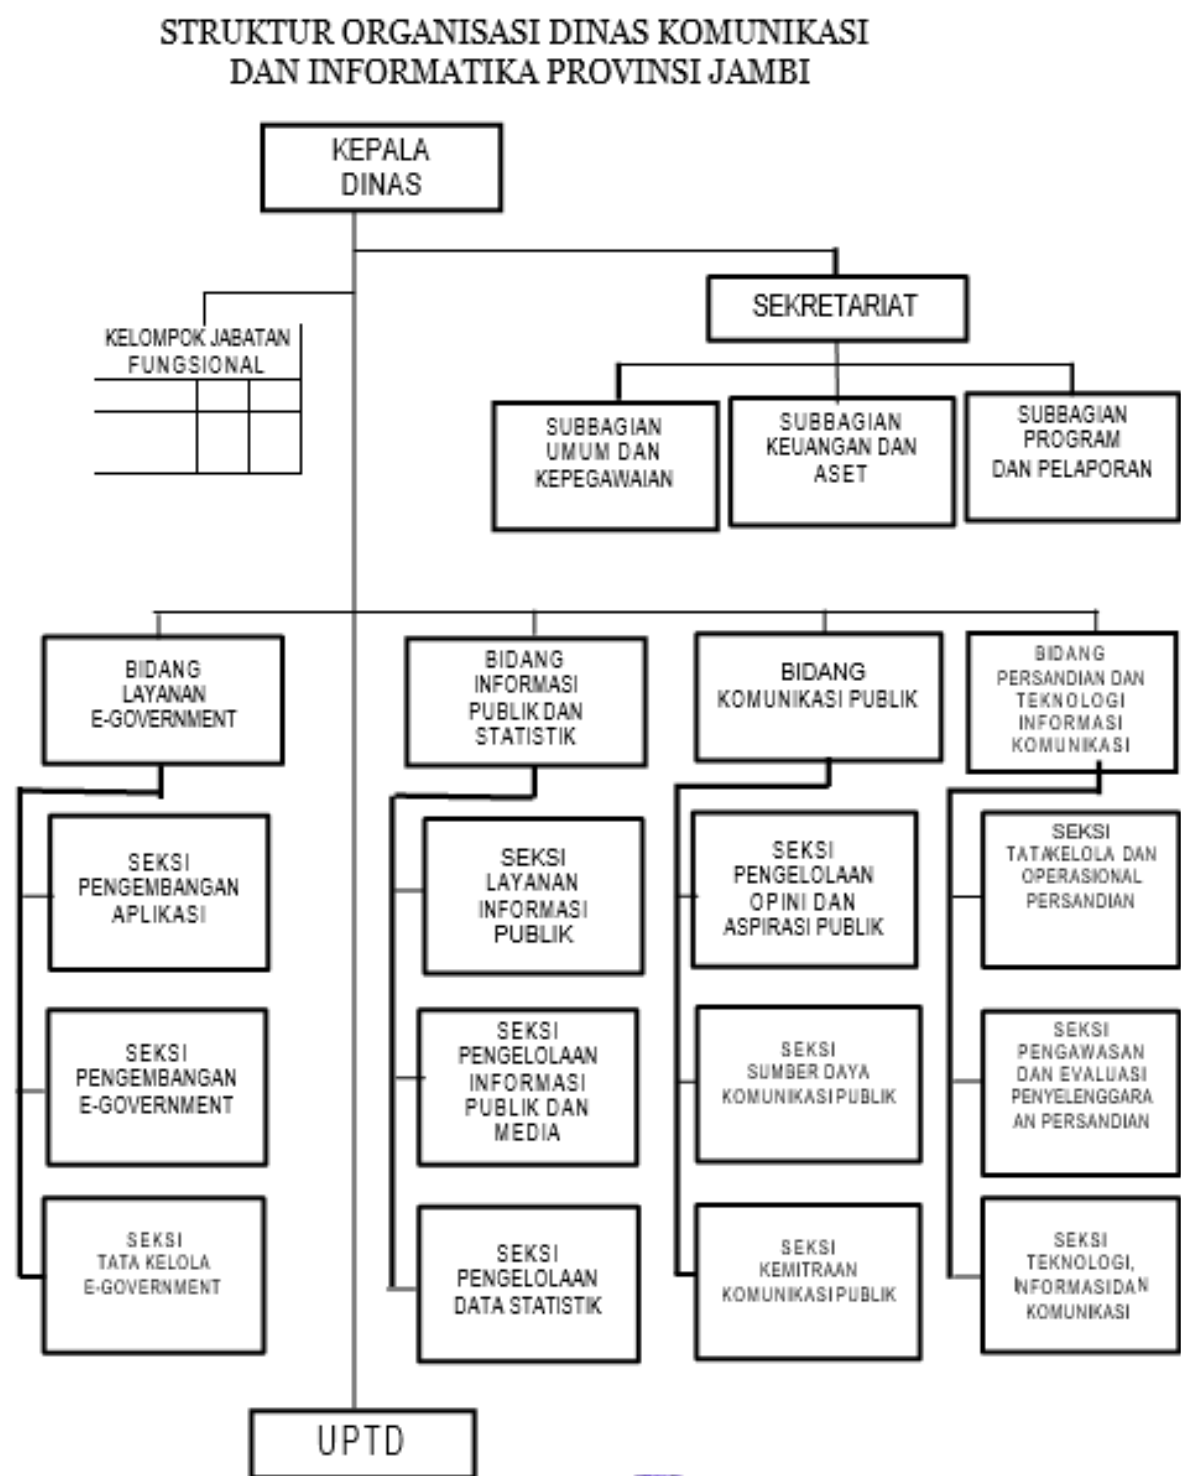 STRUKTUR ORGANISASI DINAS KOMUNIKASI
DAN INFORMATIKA PROVINSI JAMBI
KEPALA
DINAS
SEKRETARIAT
KELOMPOK JABATAN
FUNGSIONAL
SUBBAGIAN
UMUM DAN
KEPEGAWAIAN
SUBBAGIAN
KEUANGAN DAN
ASET
SUBBAGIAN
PROGRAM
DAN PELAPORAN
BIDANG
LAYANAN
E-GOVERNMENT
BIDANG
INFORMASI
PUBLIK DAN
STATISTIK
BIDANG
KOMUNIKASI PUBLIK
BIDANG
PERSANDIAN DAN
TEKNOLOGI
INFORMASI
KOMUNIKASI
SEKSI
PENGEMBANGAN
APLIKASI
SEKSI
LAYANAN
INFORMASI
PUBLIK
SEKSI
PENGELOLAAN
OPINI DAN
ASPIRASI PUBLIK
SEKSI
TATAKELOLA DAN
OPERASIONAL
PERSANDIAN
SEKSI
PENGEMBANGAN
E-GOVERNMENT
SEKSI
PENGELOLAAN
INFORMASI
PUBLIK DAN
MEDIA
SEKSI
SUMBER DAYA
KOMUNIKASI PUBLIK
SEKSI
PENGAWASAN
DAN EVALUASI
PENYELENGGARA
AN PERSANDIAN
SEKSI
TATA KELOLA
E-GOVERNMENT
SEKSI
PENGELOLAAN
DATA STATISTIK
SEKSI
KEMITRAAN
KOMUNIKASI PUBLIK
SEKSI
TEKNOLOGI,
INFORMASI DAN
KOMUNIKASI
UPTD